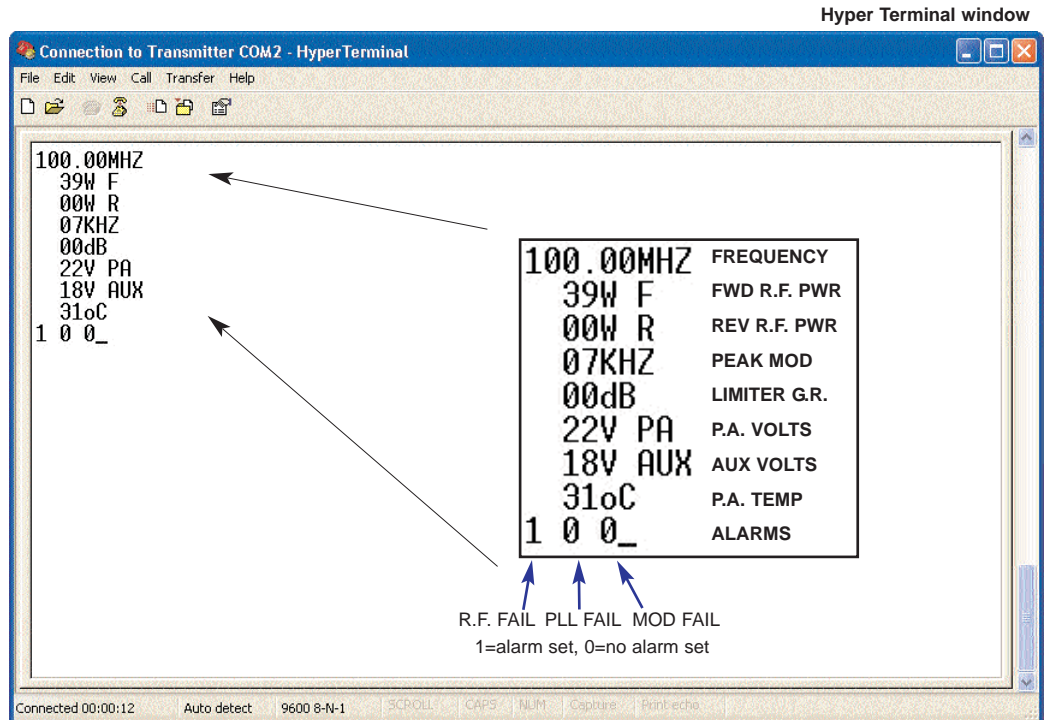 Hyper Terminal window
Connection to Transmitter COM2 - HyperTerminal
File Edit View Call Transfer Help
100.00MHZ
39W F
00W R
07KHZ
00dB
22V PA
18V AUX
31oC
1 0 0_
100.00MHZ FREQUENCY
39W F FWD R.F. PWR
00W R REV R.F. PWR
07KHZ PEAK MOD
00dB LIMITER G.R.
22V PA P.A. VOLTS
18V AUX AUX VOLTS
31oC P.A. TEMP
1 0 0_ ALARMS
R.F. FAIL PLL FAIL MOD FAIL
1=alarm set, 0=no alarm set
Connected 00:00:12 Auto detect 9600 8-N-1 SCROLL CAPS NUM Capture Print echo